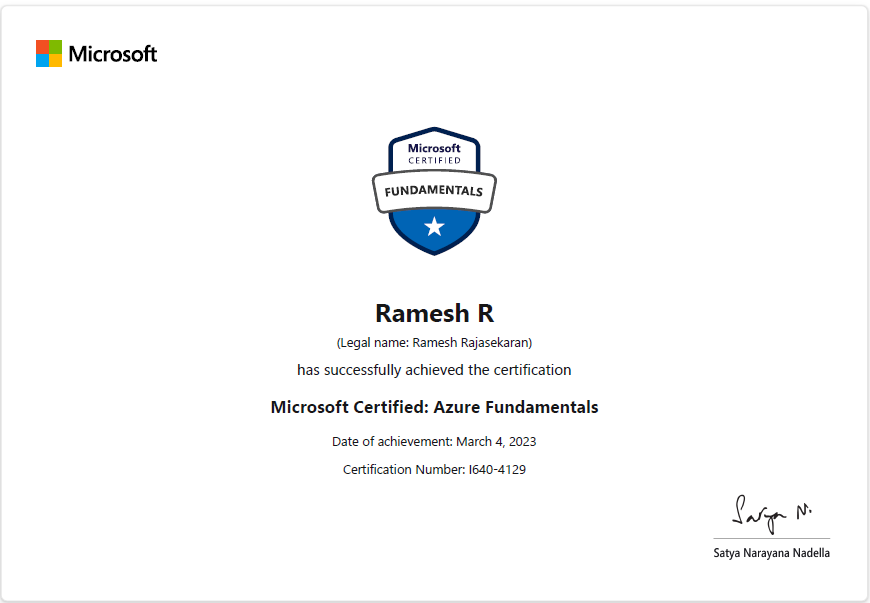 Microsoft
Microsoft
CERTIFIED
FUNDAMENTALS
Ramesh R
(Legal name: Ramesh Rajasekaran)
has successfully achieved the certification
Microsoft Certified: Azure Fundamentals
Date of achievement: March 4, 2023
Certification Number: I640-4129
Satya N.
Satya Narayana Nadella